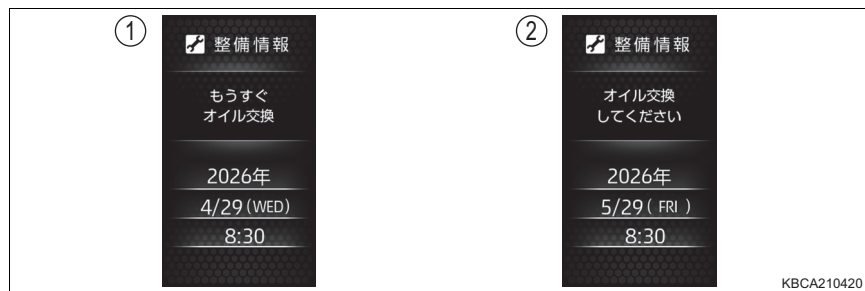 ①
整備情報
もうすぐ
オイル交換
2026年
4/29(WED)
8:30
②
整備情報
オイル交換
してください
2026年
5/29( FRI )
8:30
KBCA210420